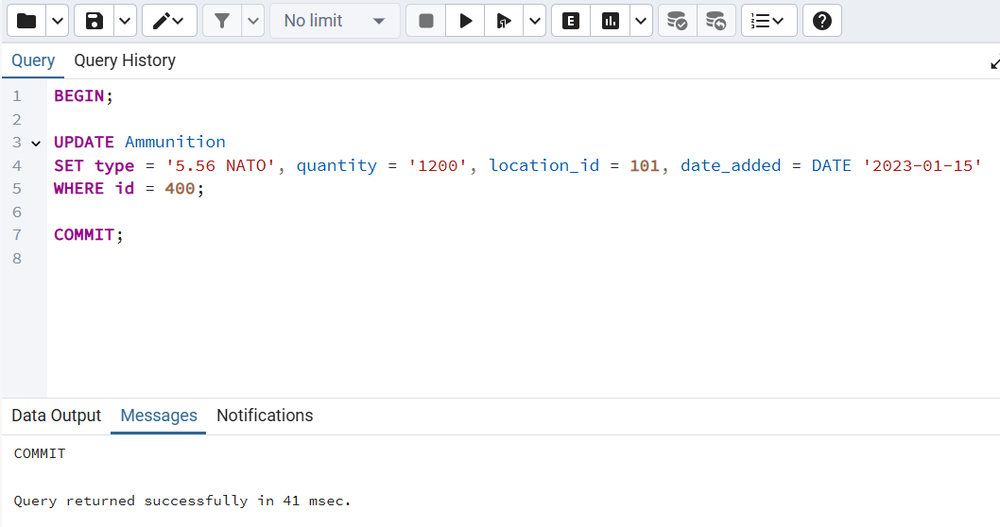 No limit
E
Query Query History
1 BEGIN;
2
3 UPDATE Ammunition
4 SET type = '5.56 NATO', quantity = '1200', location_id = 101, date_added = DATE '2023-01-15'
5 WHERE id = 400;
6
7 COMMIT;
8
Data Output Messages Notifications
COMMIT
Query returned successfully in 41 msec.